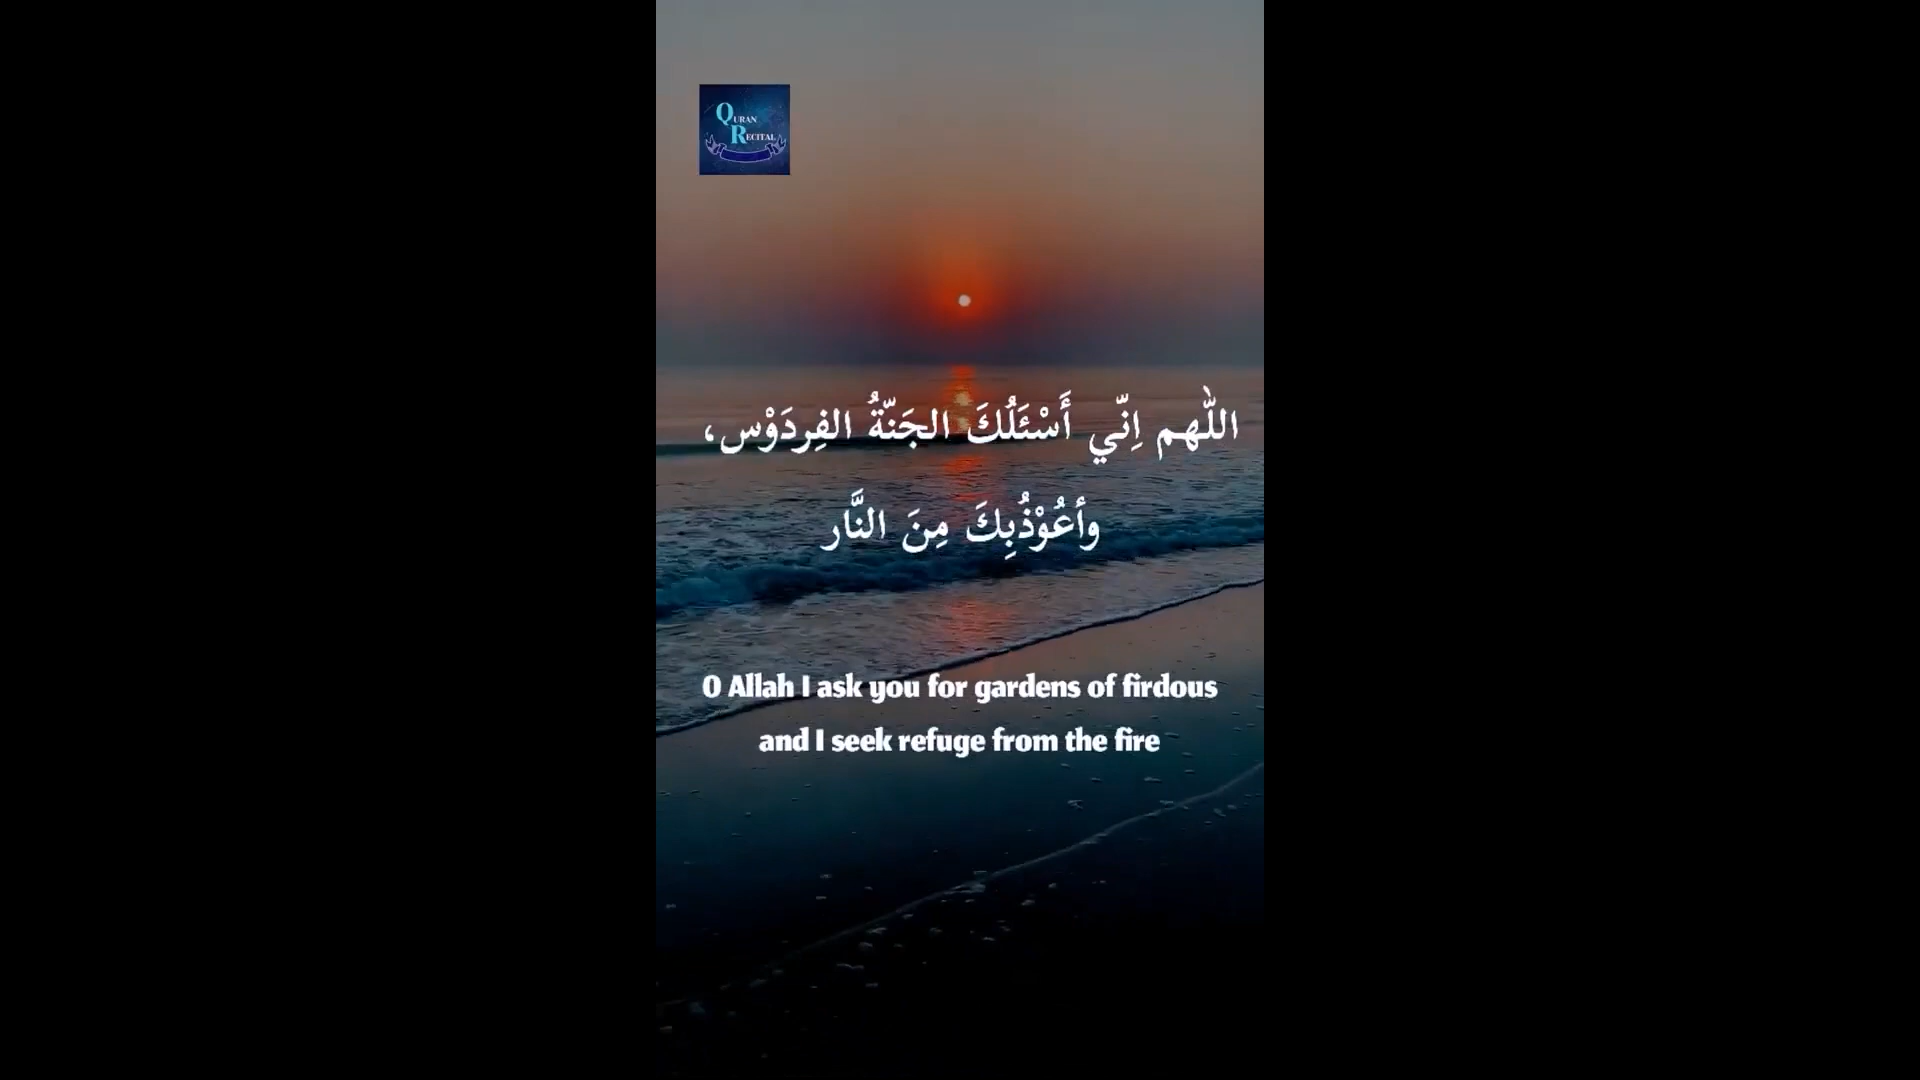 QURAN
RECITAL
اللّٰهم اِنّي أَسْئَلُكَ الجَنّةُ الفِردَوْس،
وأعُوْذُبِكَ مِنَ النَّار
O Allah I ask you for gardens of firdous
and I seek refuge from the fire